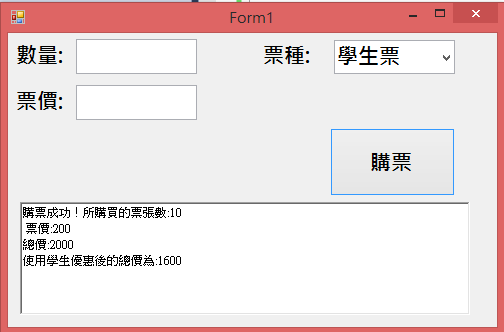 Form1
數量:
票種:
學生票
票價:
購票
購票成功！所購買的票張數:10
票價:200
總價:2000
使用學生優惠後的總價為:1600